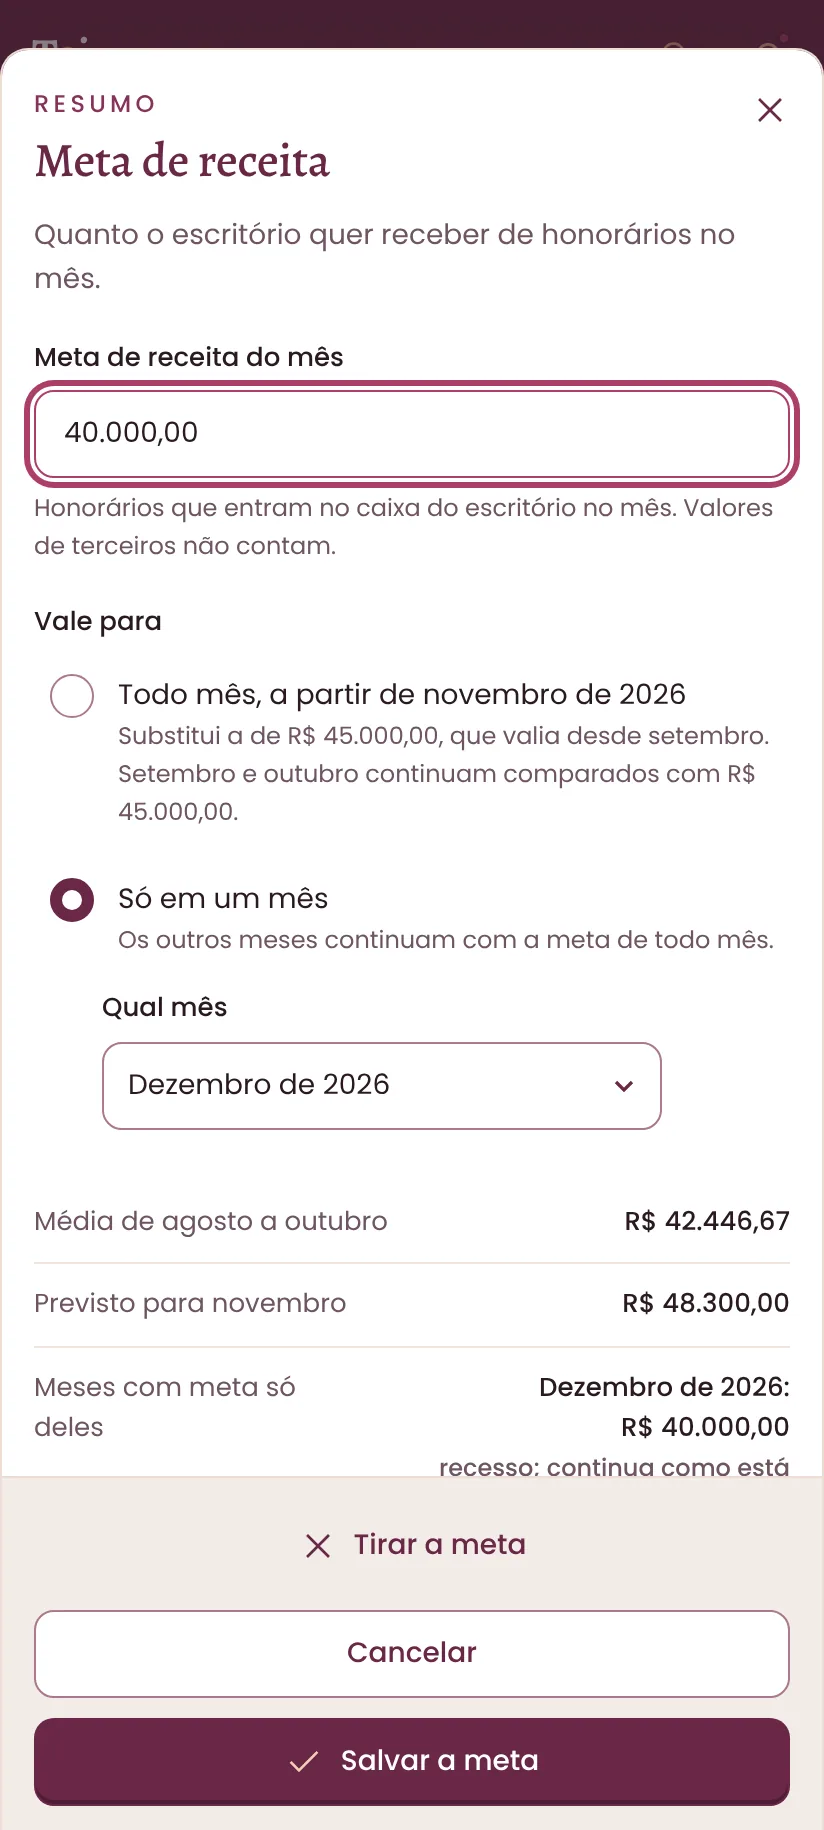 RESUMO
Meta de receita
Quanto o escritório quer receber de honorários no
mês.
Meta de receita do mês
40.000,00
Honorários que entram no caixa do escritório no mês. Valores
de terceiros não contam.
Vale para
Todo mês, a partir de novembro de 2026
Substitui a de R$ 45.000,00, que valia desde setembro.
Setembro e outubro continuam comparados com R$
45.000,00.
Só em um mês
Os outros meses continuam com a meta de todo mês.
Qual mês
Dezembro de 2026
Média de agosto a outubro R$ 42.446,67
Previsto para novembro R$ 48.300,00
Meses com meta só Dezembro de 2026:
deles R$ 40.000,00
recesso; continua como está
Tirar a meta
Cancelar
Salvar a meta